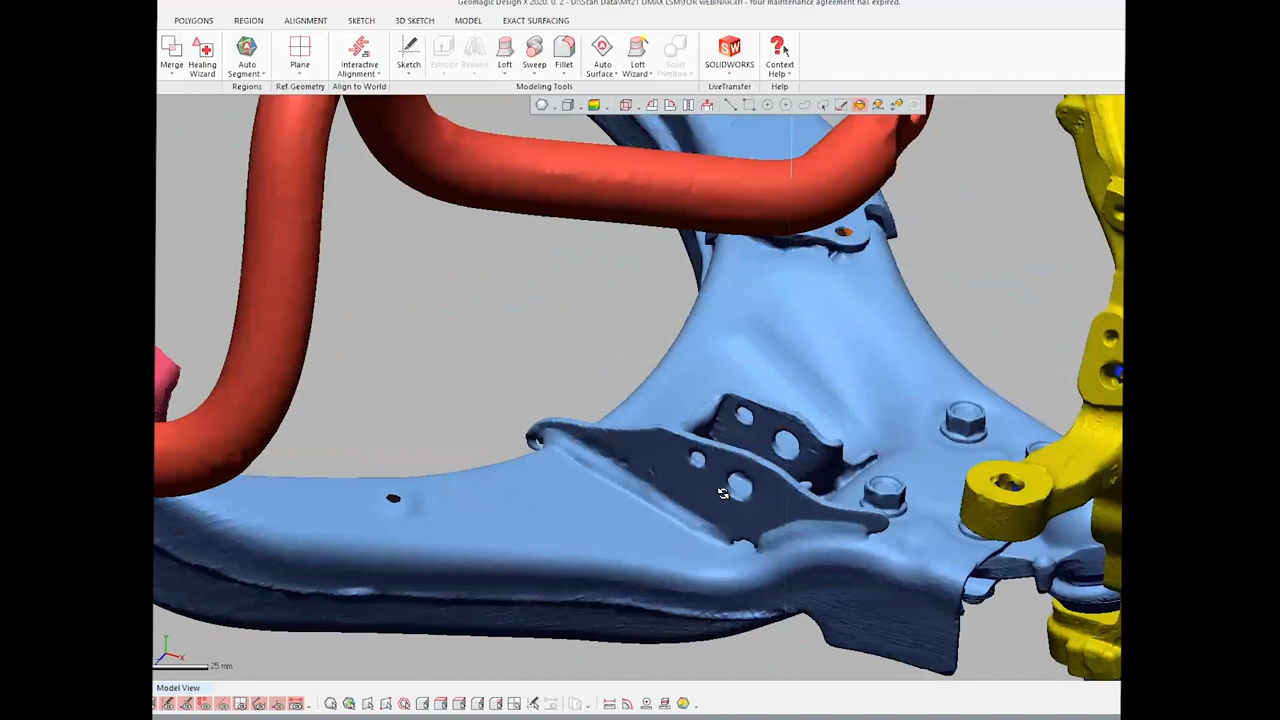 Geomagic Design X 2020. 0. 2 - D:\Scan Data\MY21 DMAX LSM\FOR WEBINAR.xrl - Your maintenance agreement has expired.
POLYGONS REGION ALIGNMENT SKETCH 3D SKETCH MODEL EXACT SURFACING
Merge Healing Wizard Auto Segment Plane Interactive Alignment Sketch Extrude Revolve Loft Sweep Fillet Auto Surface Loft Wizard Solid Primitive SOLIDWORKS Context Help
Regions Ref.Geometry Align to World Modeling Tools LiveTransfer Help
Y
X
25 mm
Model View